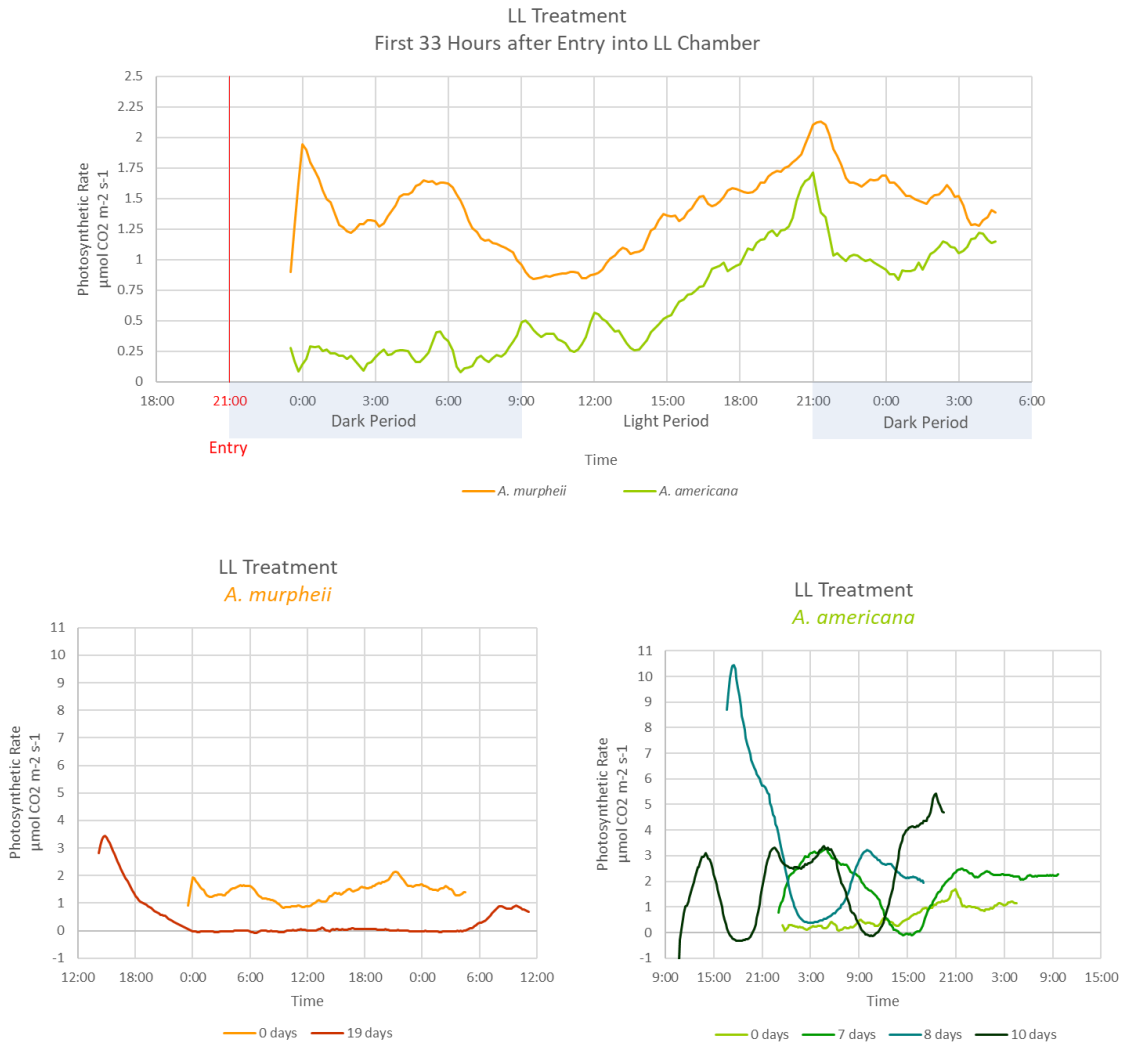 LL Treatment
First 33 Hours after Entry into LL Chamber
Photosynthetic Rate
µmol CO2 m-2 s-1
2.5
2.25
2
1.75
1.5
1.25
1
0.75
0.5
0.25
0
18:00 21:00 0:00 3:00 6:00 9:00 12:00 15:00 18:00 21:00 0:00 3:00 6:00
Dark Period Light Period Dark Period
Entry
Time
A. murpheii A. americana
LL Treatment
A. murpheii
Photosynthetic Rate
µmol CO2 m-2 s-1
11
10
9
8
7
6
5
4
3
2
1
0
-1
12:00 18:00 0:00 6:00 12:00 18:00 0:00 6:00 12:00
Time
0 days 19 days
LL Treatment
A. americana
Photosynthetic Rate
µmol CO2 m-2 s-1
11
10
9
8
7
6
5
4
3
2
1
0
-1
9:00 15:00 21:00 3:00 9:00 15:00 21:00 3:00 9:00 15:00
Time
0 days 7 days 8 days 10 days